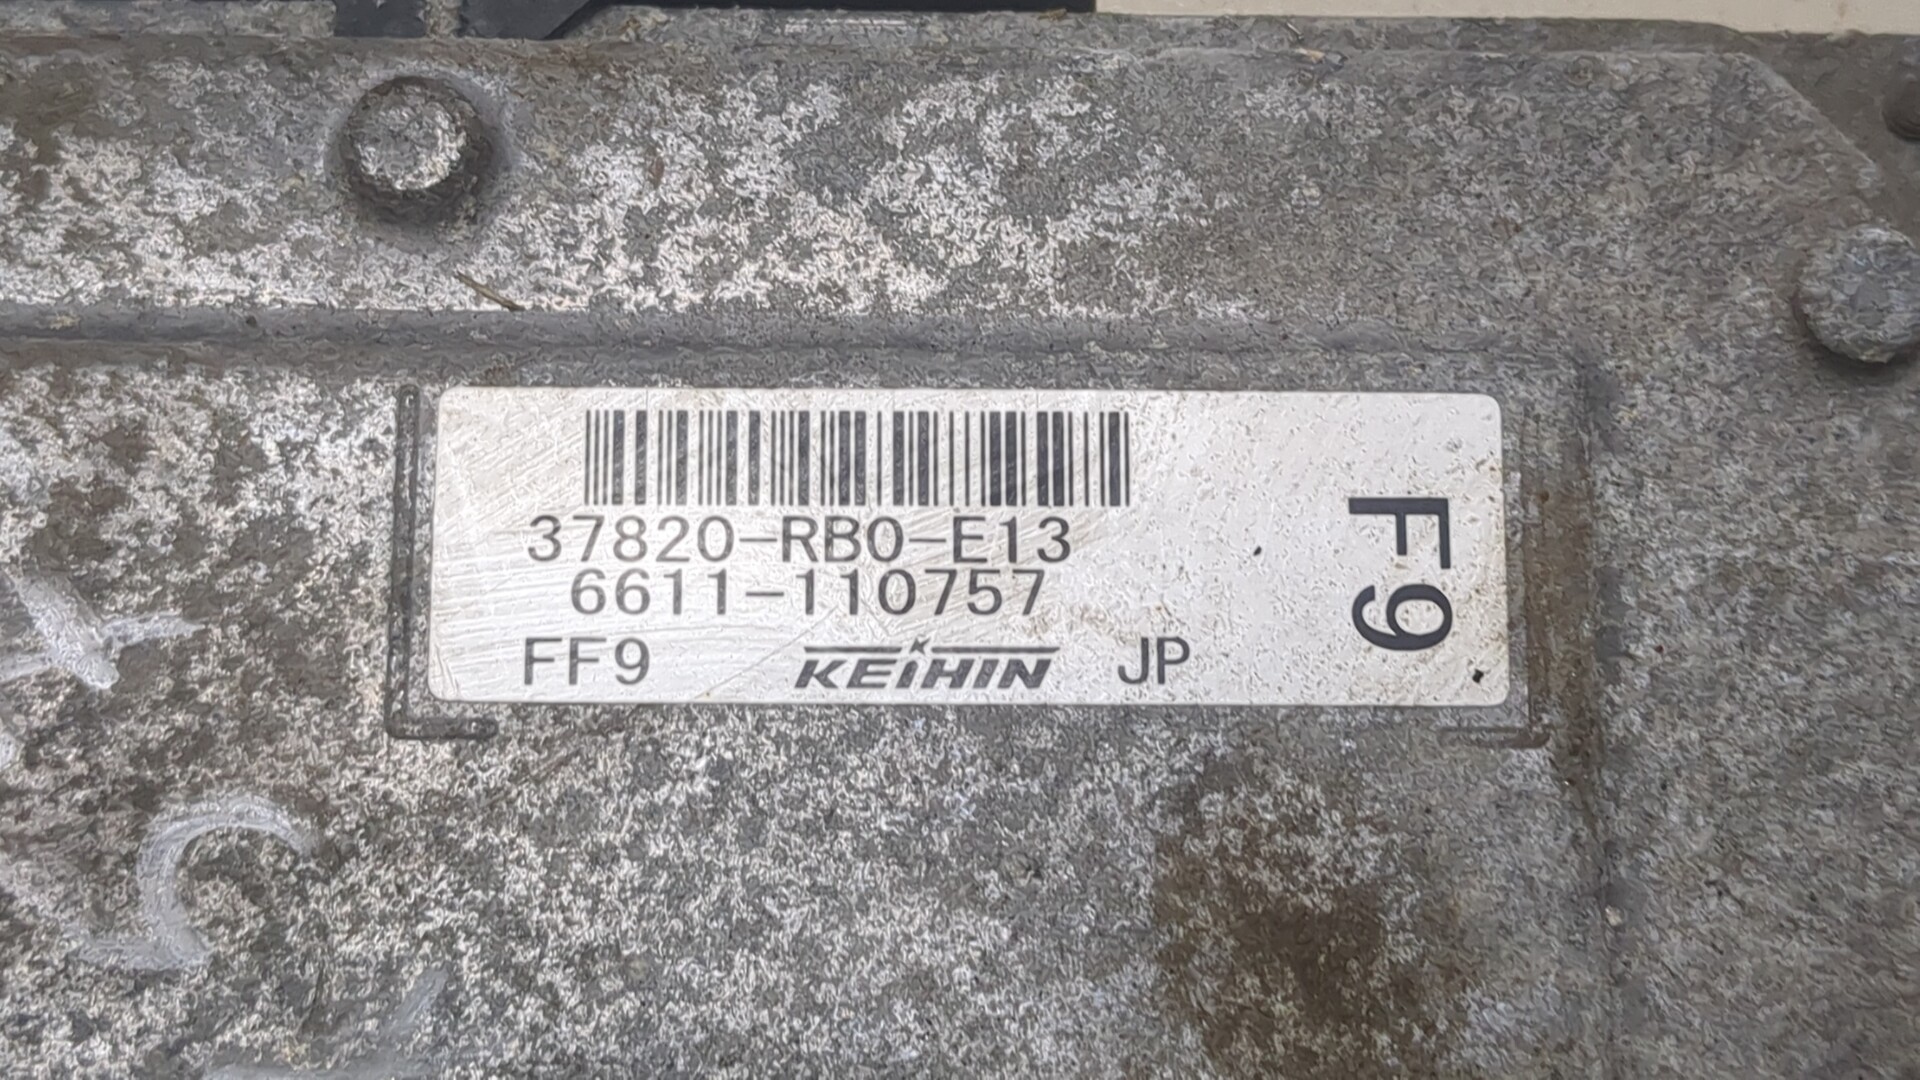 37820-RB0-E13
6611-110757
FF9 KEIHIN JP
F9